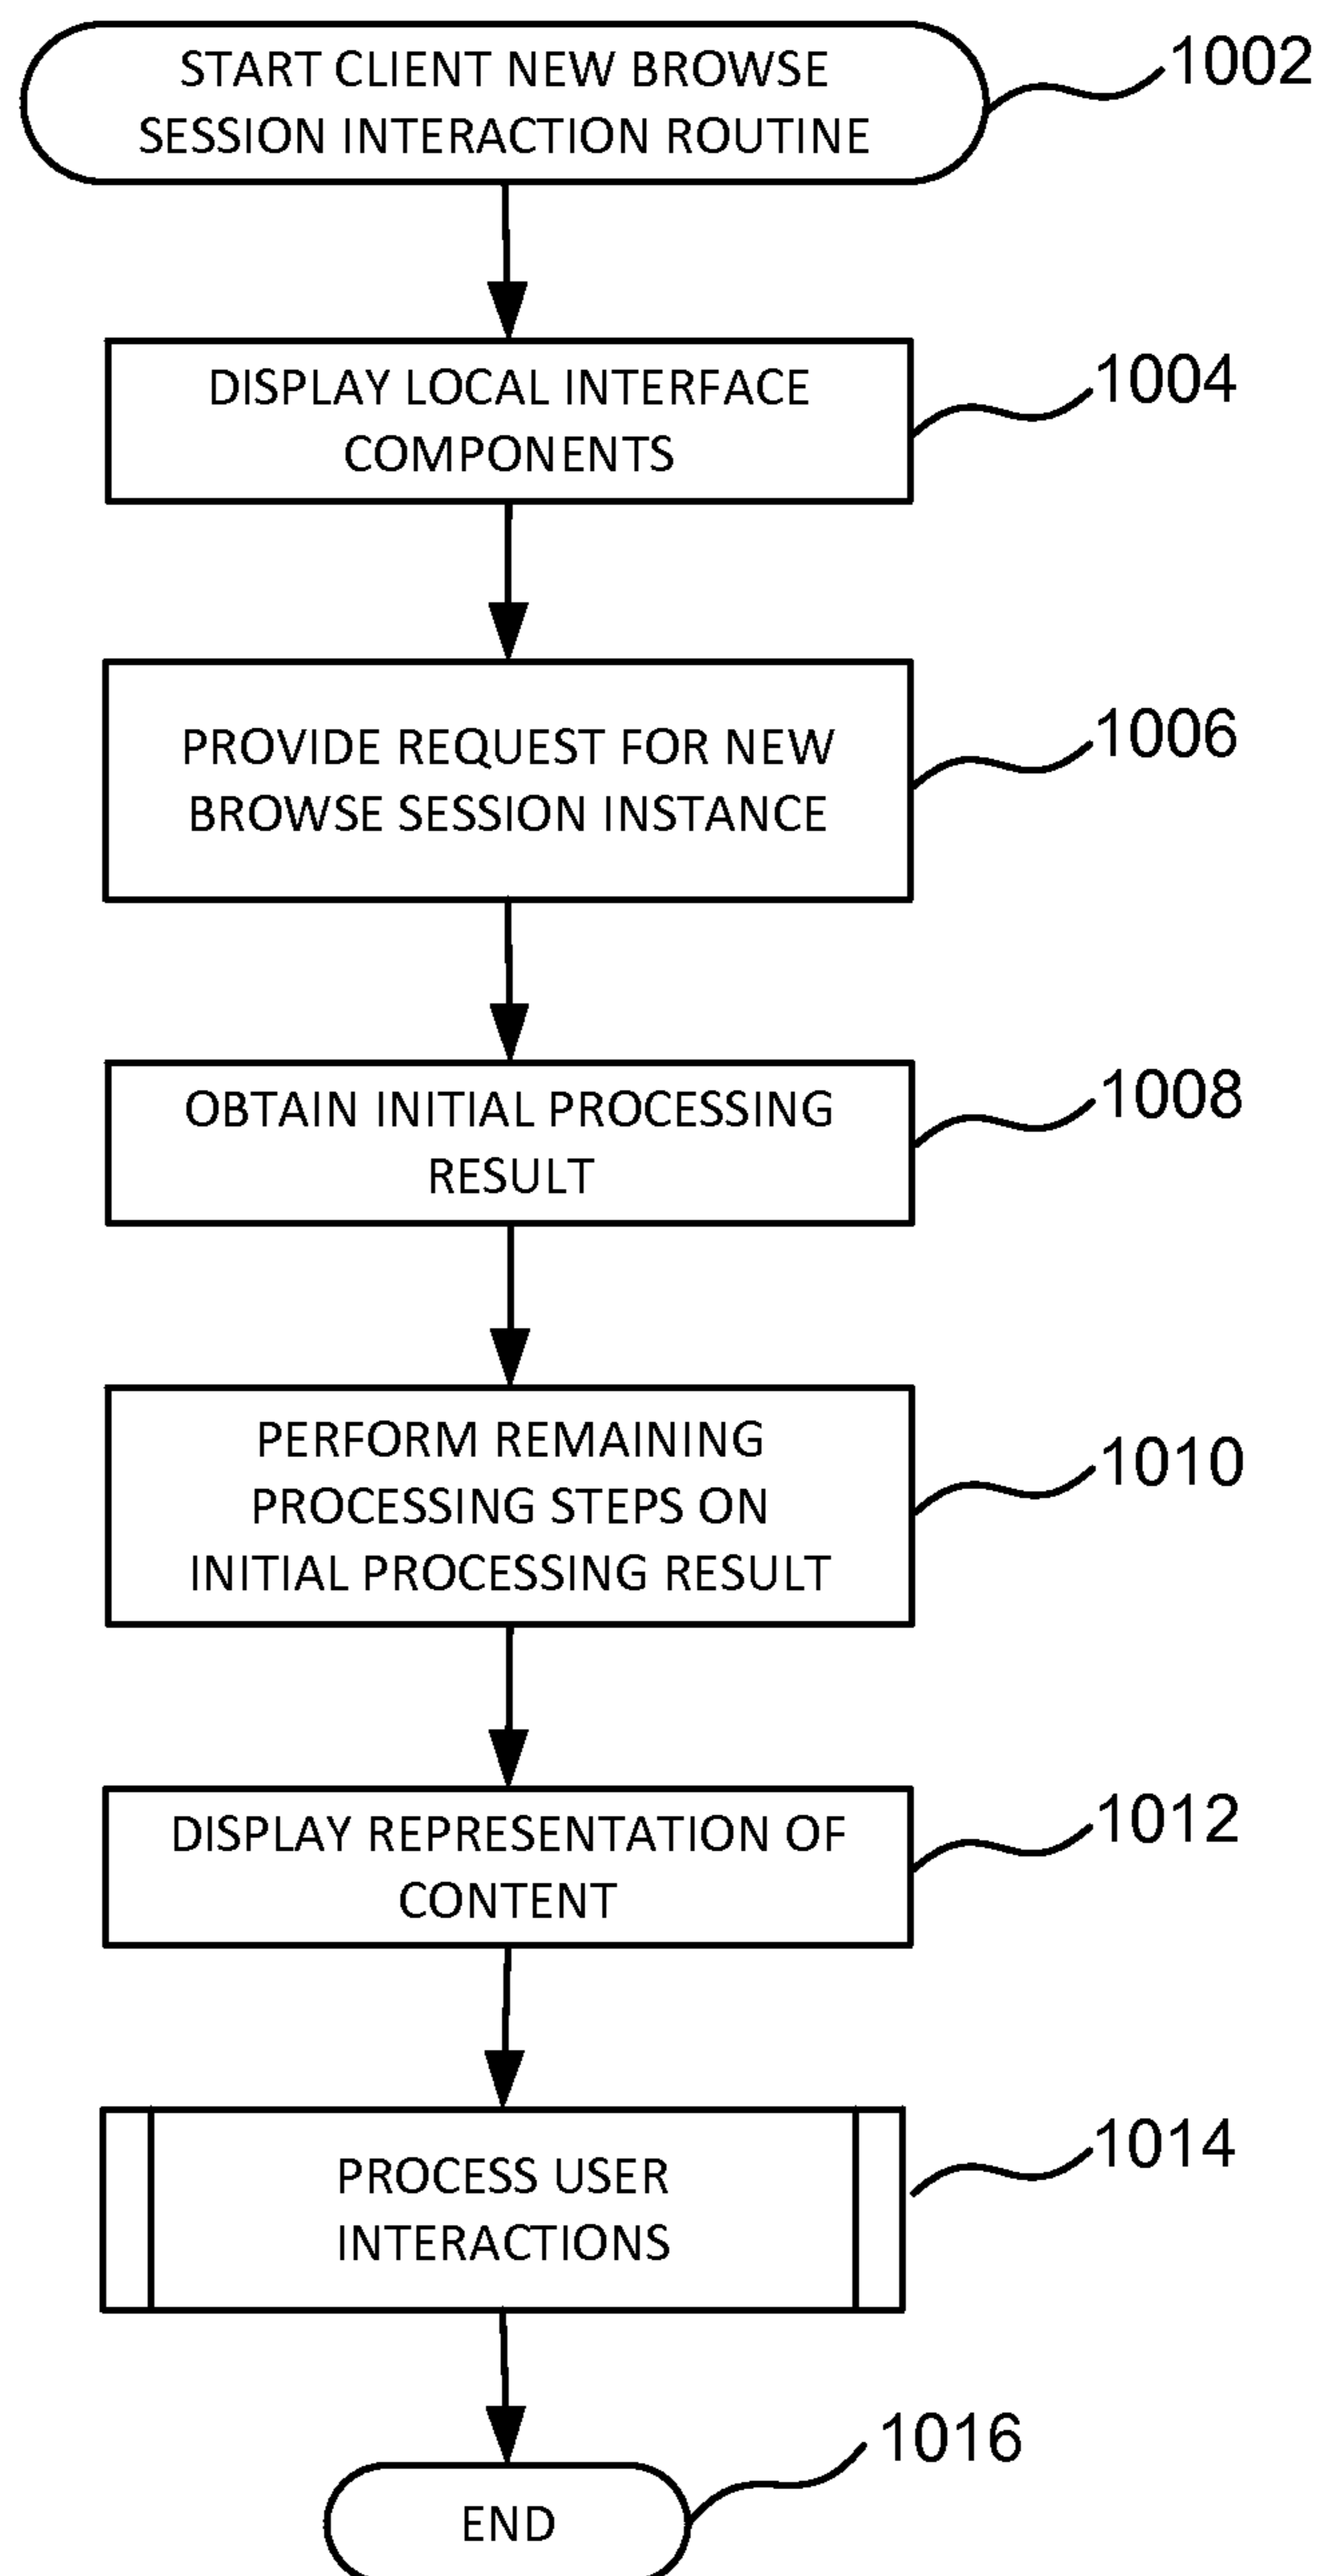 START CLIENT NEW BROWSE
SESSION INTERACTION ROUTINE
1002
DISPLAY LOCAL INTERFACE
COMPONENTS
1004
PROVIDE REQUEST FOR NEW
BROWSE SESSION INSTANCE
1006
OBTAIN INITIAL PROCESSING
RESULT
1008
PERFORM REMAINING
PROCESSING STEPS ON
INITIAL PROCESSING RESULT
1010
DISPLAY REPRESENTATION OF
CONTENT
1012
PROCESS USER
INTERACTIONS
1014
END
1016